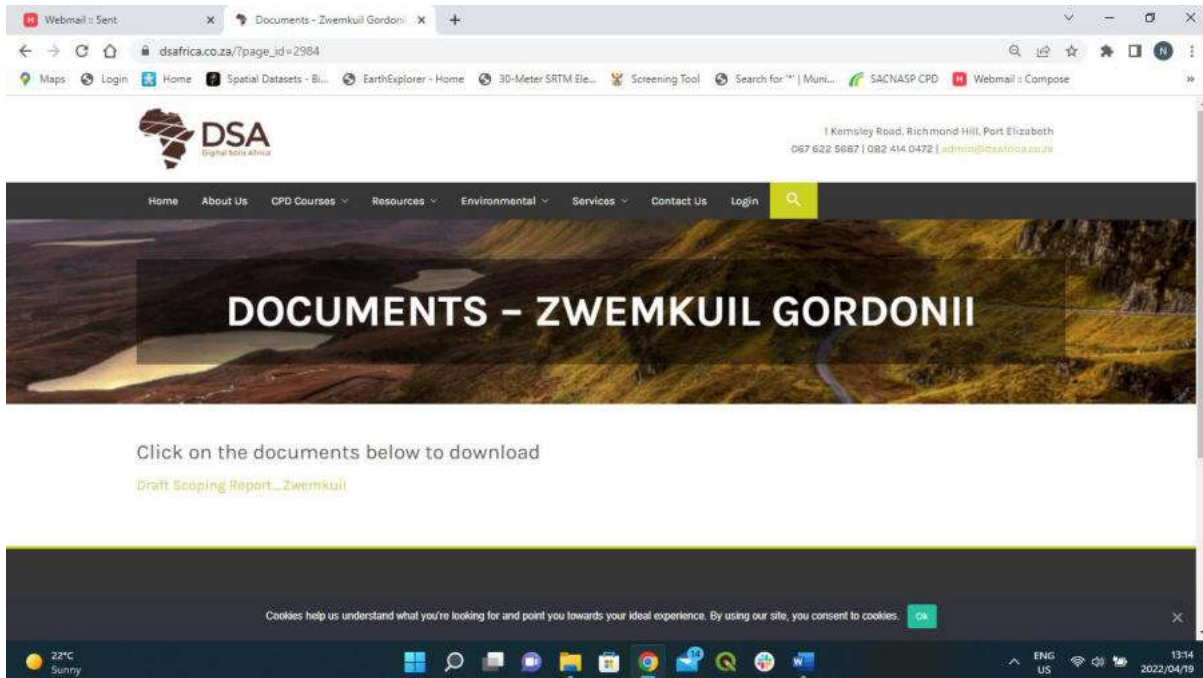 Webmail :: Sent
Documents - Zwemkuil Gordonii
dsafrica.co.za/?page_id=2984
N
Maps Login Home Spatial Datasets - Bi... EarthExplorer - Home 30-Meter SRTM Ele... Screening Tool Search for '*' | Muni... SACNASP CPD Webmail :: Compose
DSA
Digital Soils Africa
1 Kemsley Road, Richmond Hill, Port Elizabeth
067 622 5687 | 082 414 0472 | admin@dsafrica.co.za
Home About Us CPD Courses Resources Environmental Services Contact Us Login
DOCUMENTS – ZWEMKUIL GORDONII
Click on the documents below to download
Draft Scoping Report_Zwemkuil
Cookies help us understand what you're looking for and point you towards your ideal experience. By using our site, you consent to cookies. Ok
22°C
Sunny
14
ENG
US
13:14
2022/04/19